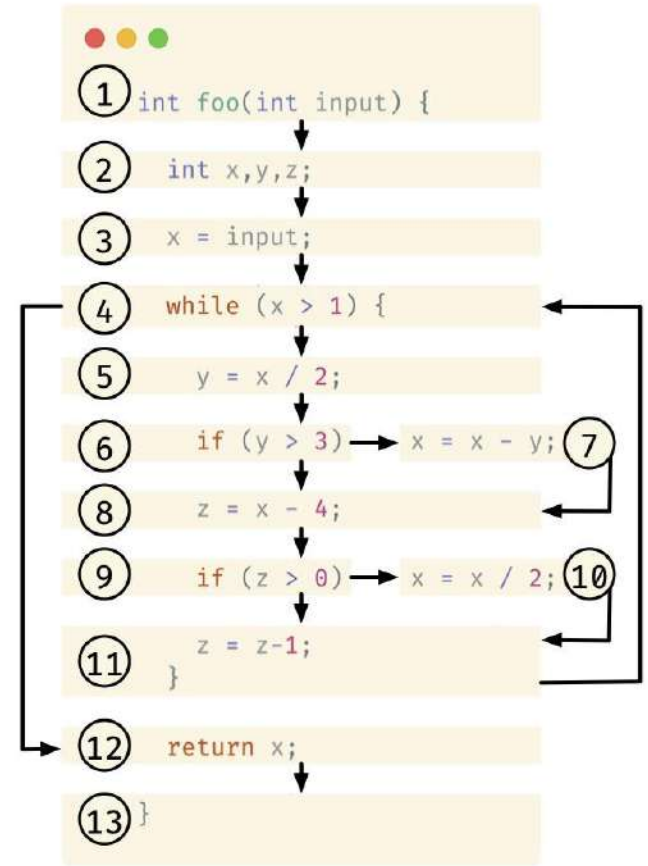 1 int foo(int input) {
2 int x,y,z;
3 x = input;
4 while (x > 1) {
5 y = x / 2;
6 if (y > 3) x = x - y; 7
8 z = x - 4;
9 if (z > 0) x = x / 2; 10
z = z-1;
11 }
12 return x;
13 }